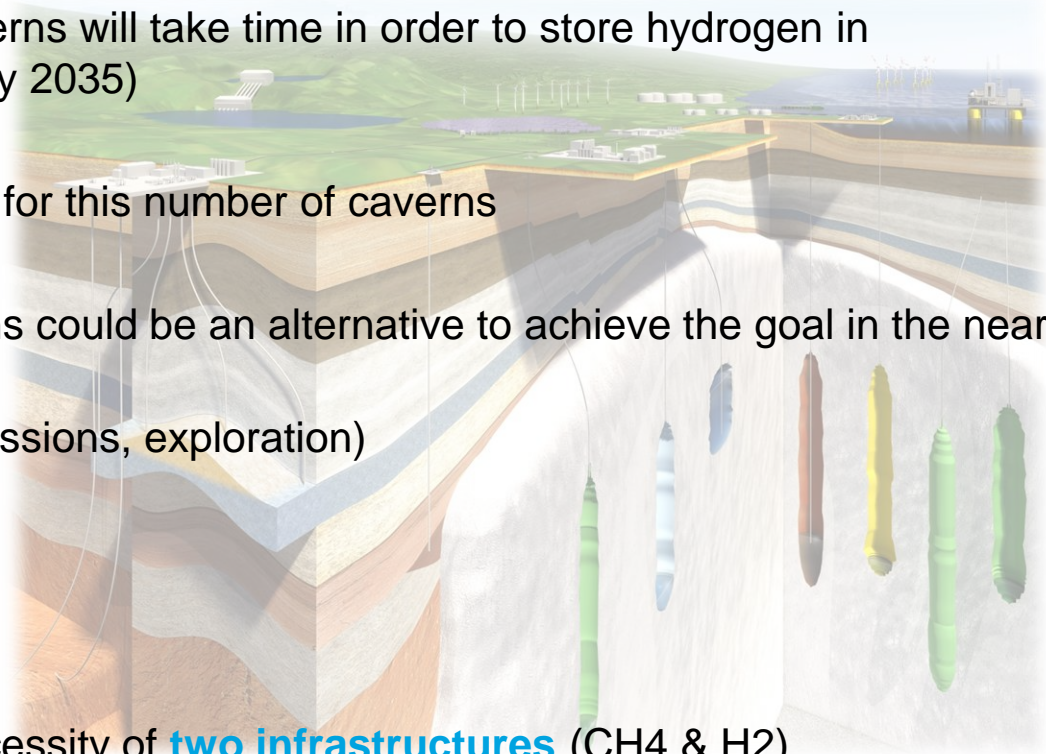 erns will take time in order to store hydrogen in
y 2035)
for this number of caverns
s could be an alternative to achieve the goal in the near
ssions, exploration)
cessity of two infrastructures (CH4 & H2)